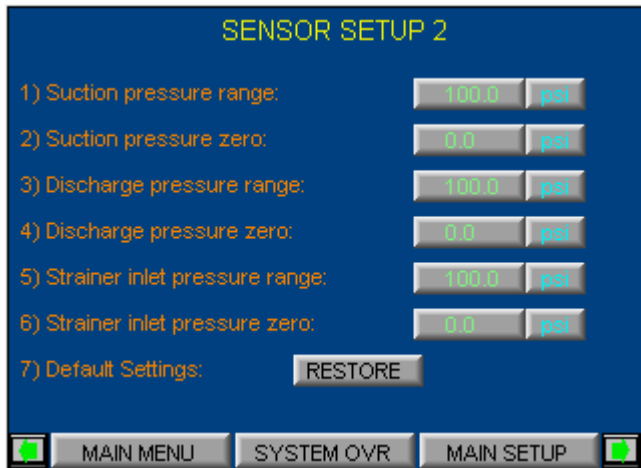 SENSOR SETUP 2
1) Suction pressure range: 100.0 psi
2) Suction pressure zero: 0.0 psi
3) Discharge pressure range: 100.0 psi
4) Discharge pressure zero: 0.0 psi
5) Strainer inlet pressure range: 100.0 psi
6) Strainer inlet pressure zero: 0.0 psi
7) Default Settings: RESTORE
MAIN MENU SYSTEM OVR MAIN SETUP